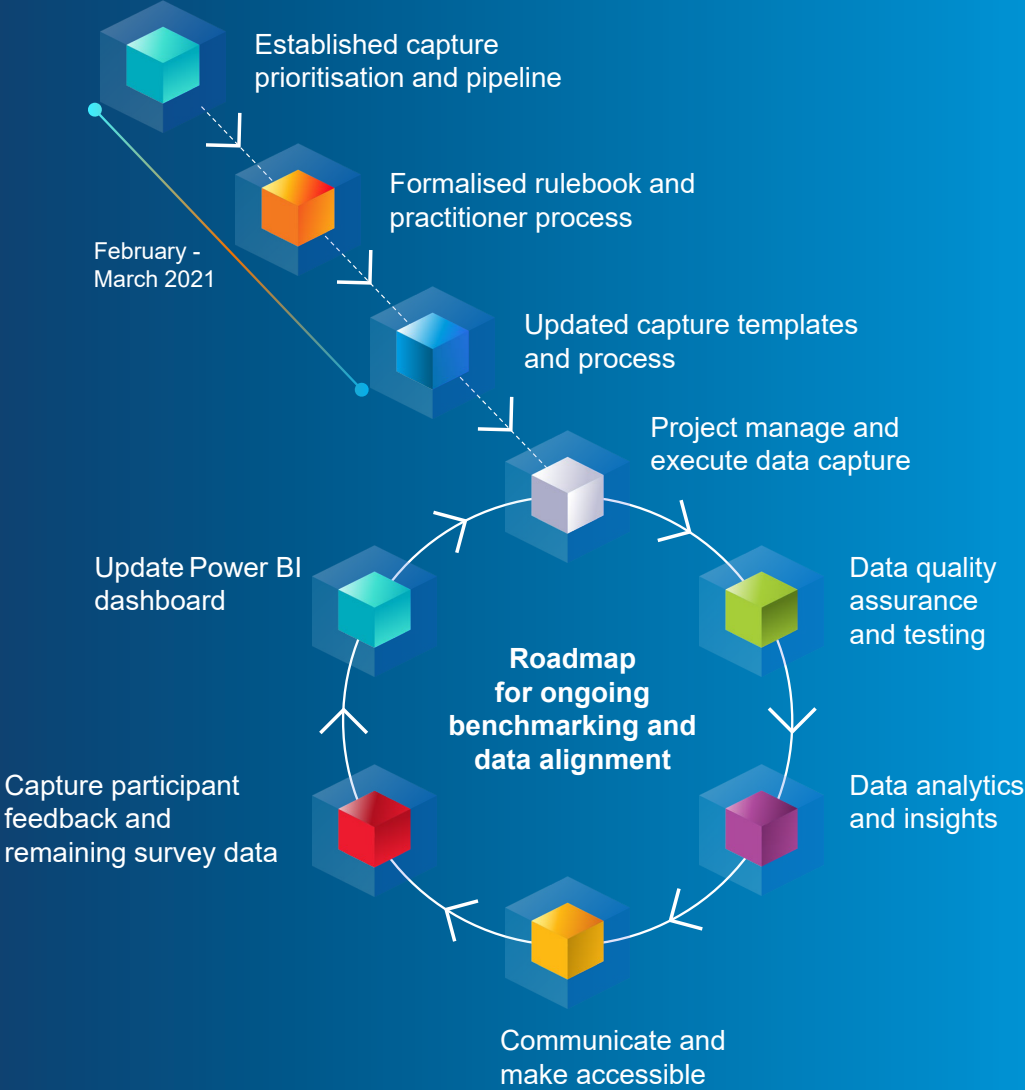 Established capture
prioritisation and pipeline
Formalised rulebook and
practitioner process
February -
March 2021
Updated capture templates
and process
Project manage and
execute data capture
Data quality
assurance
and testing
Data analytics
and insights
Communicate and
make accessible
Capture participant
feedback and
remaining survey data
Update Power BI
dashboard
Roadmap
for ongoing
benchmarking and
data alignment